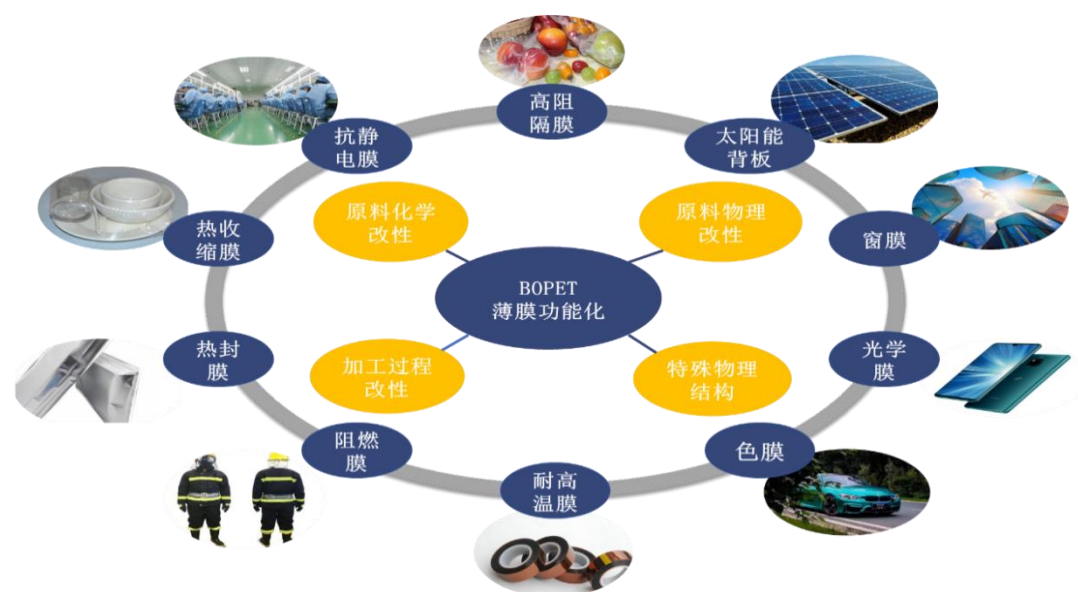 高阻
隔膜
抗静
电膜
太阳能
背板
原料化学
改性
原料物理
改性
热收
缩膜
窗膜
BOPET
薄膜功能化
热封
膜
光学
膜
加工过程
改性
特殊物理
结构
阻燃
膜
色膜
耐高
温膜